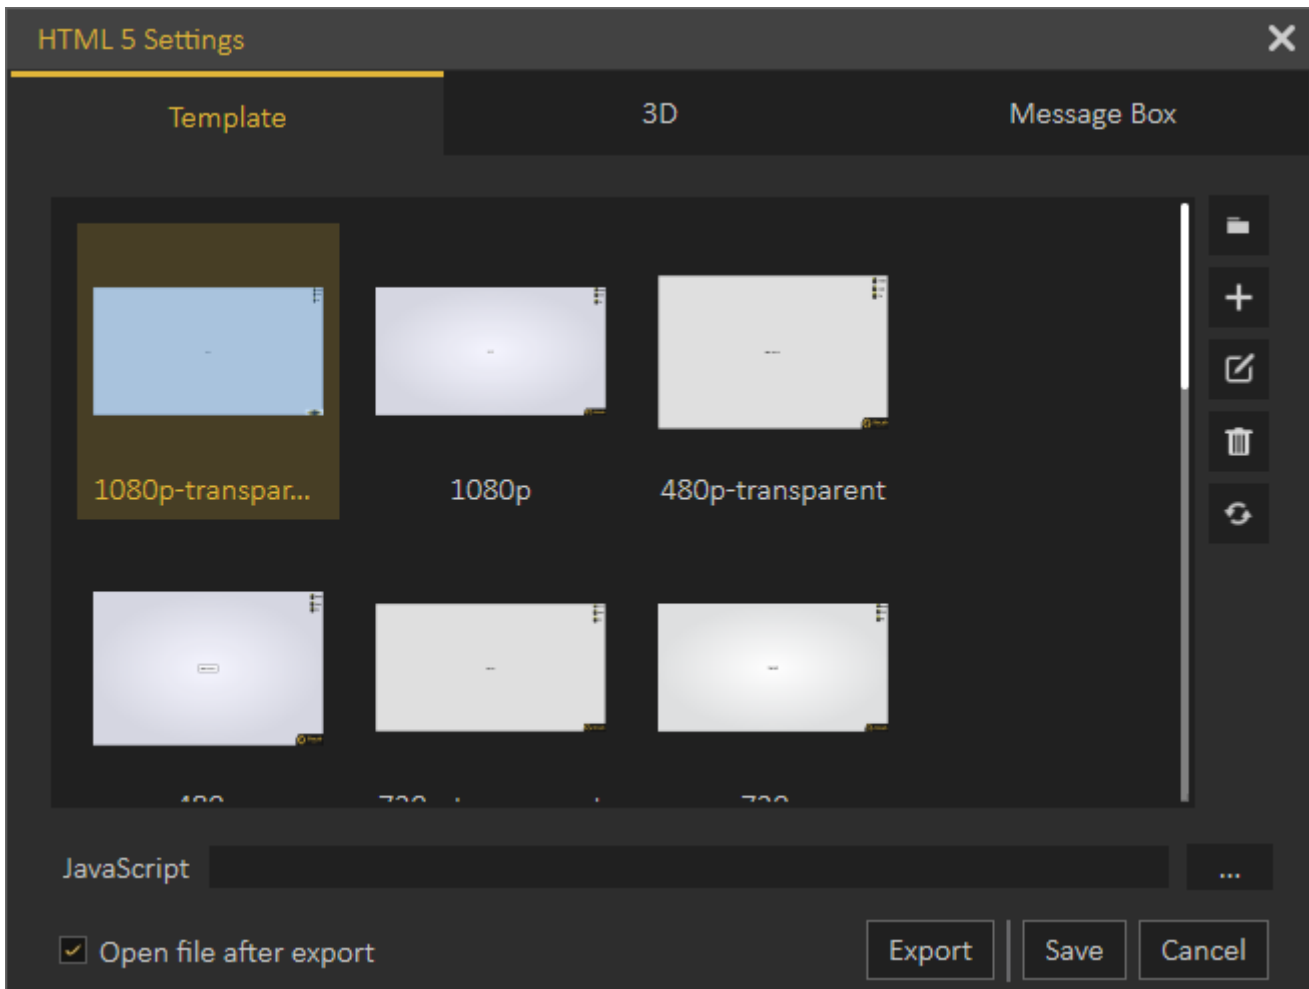 HTML 5 Settings
Template 3D Message Box
1080p-transpar... 1080p 480p-transparent
JavaScript ...
Open file after export Export Save Cancel